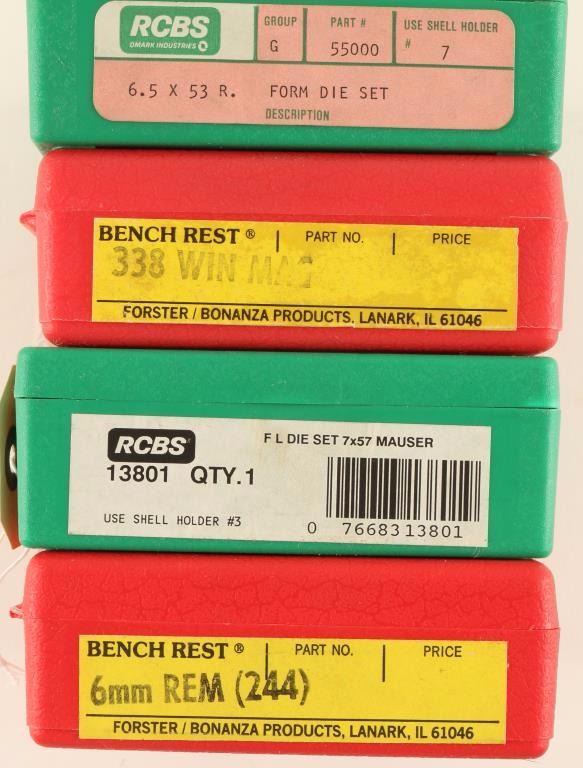 RCBS
OMARK INDUSTRIES
GROUP
G
PART #
55000
USE SHELL HOLDER
# 7
6.5 X 53 R. FORM DIE SET
DESCRIPTION
BENCH REST® PART NO. PRICE
338 WIN MAG
FORSTER / BONANZA PRODUCTS, LANARK, IL 61046
RCBS
F L DIE SET 7x57 MAUSER
13801 QTY.1
USE SHELL HOLDER #3
0 7668313801
BENCH REST® PART NO. PRICE
6mm REM (244)
FORSTER / BONANZA PRODUCTS, LANARK, IL 61046